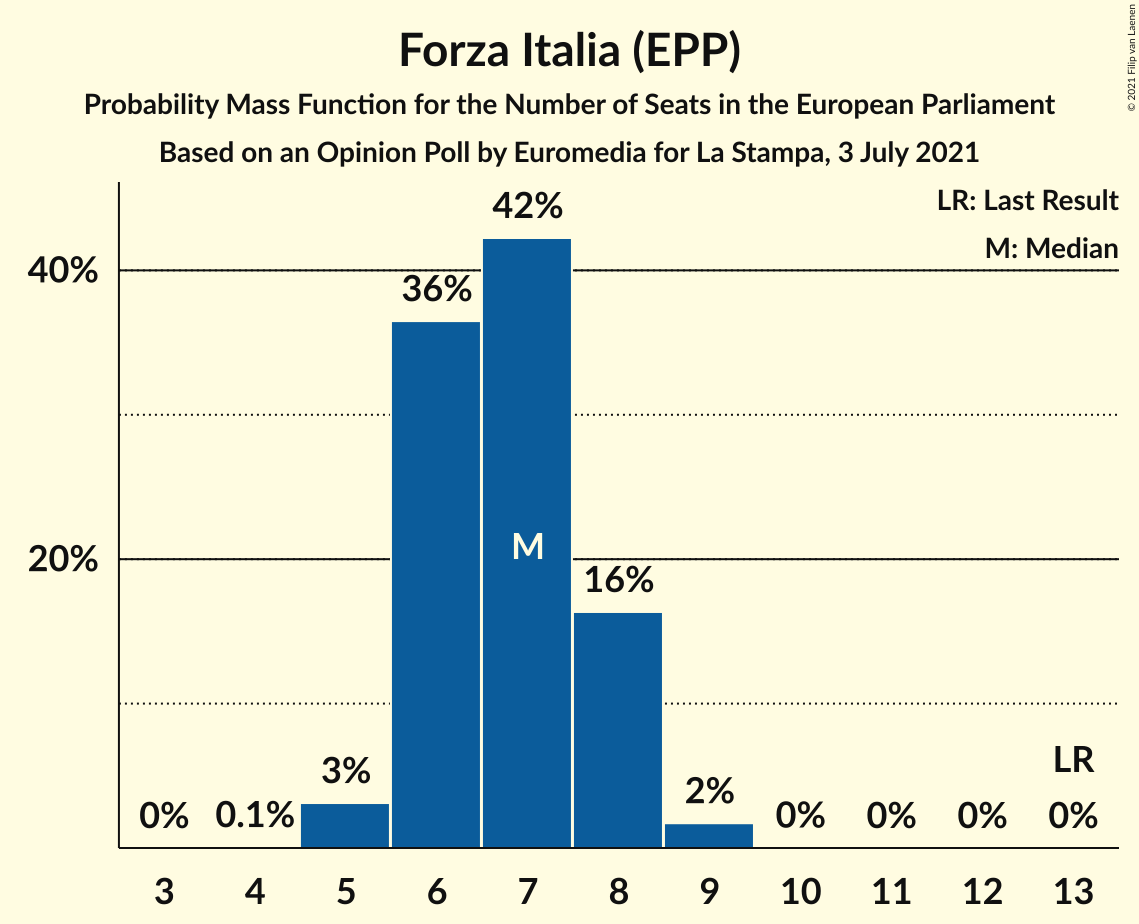 Forza Italia (EPP)
Probability Mass Function for the Number of Seats in the European Parliament
Based on an Opinion Poll by Euromedia for La Stampa, 3 July 2021
© 2021 Filip van Laenen
LR: Last Result
M: Median
42%
40%
36%
M
20%
16%
LR
3%
2%
0%
0.1%
0%
0%
0%
0%
3 4 5 6 7 8 9 10 11 12 13